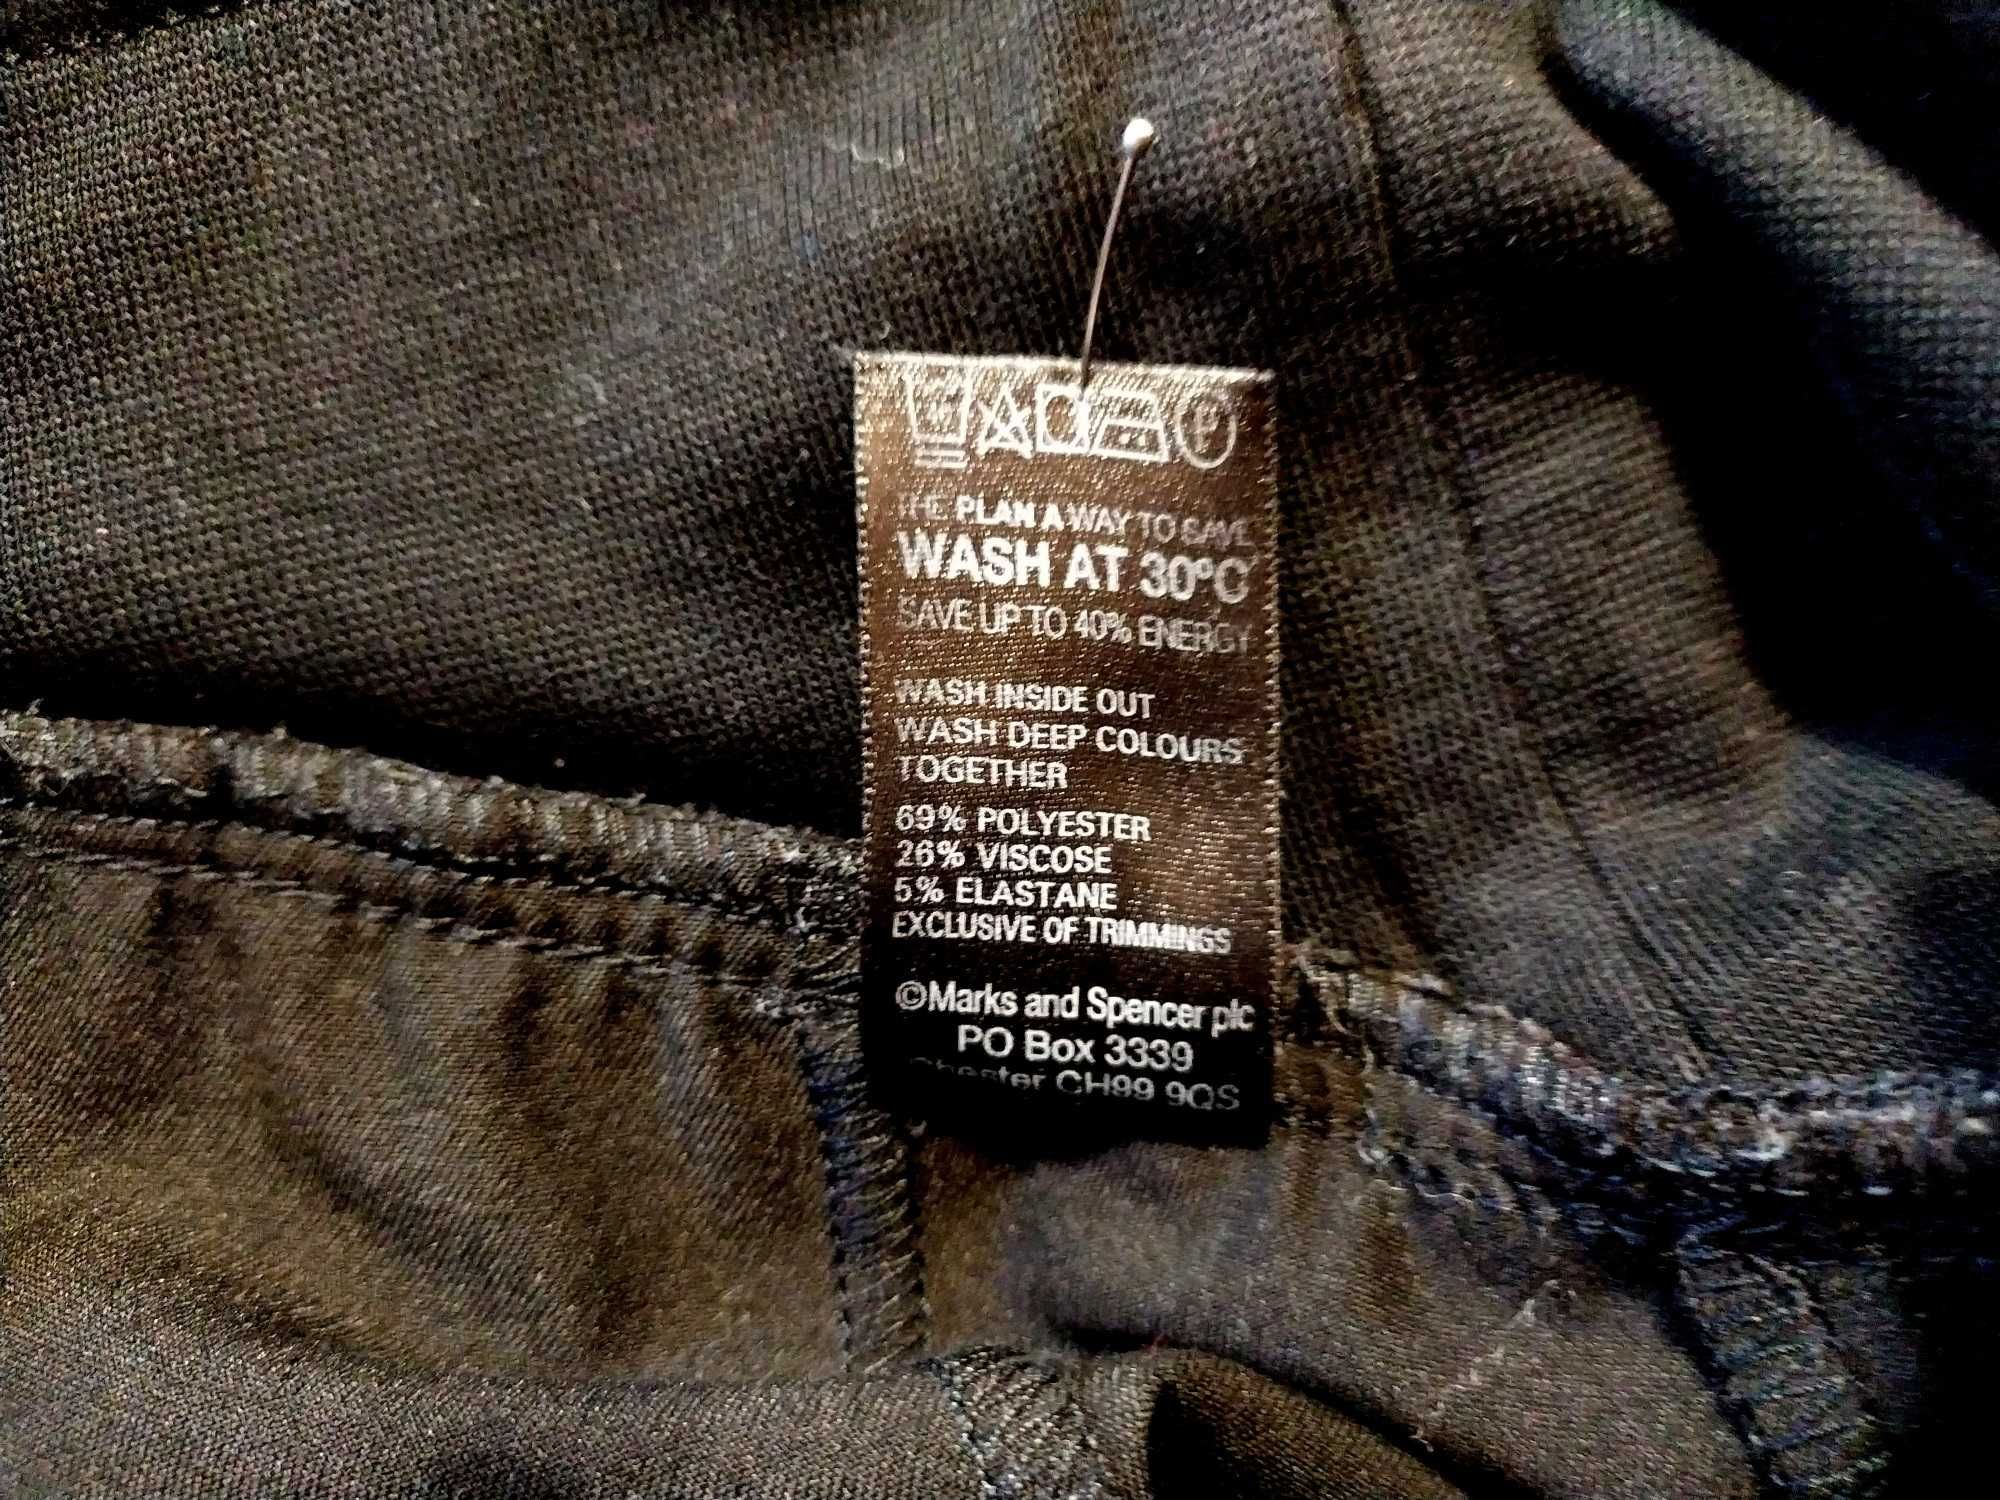 THE PLAN A WAY TO SAVE
WASH AT 30°C
SAVE UP TO 40% ENERGY
WASH INSIDE OUT
WASH DEEP COLOURS
TOGETHER
69% POLYESTER
26% VISCOSE
5% ELASTANE
EXCLUSIVE OF TRIMMINGS
©Marks and Spencer plc
PO Box 3339
Chester CH99 9QS